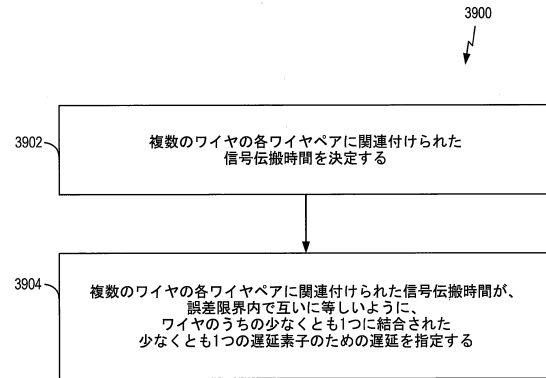 3900
3902
複数のワイヤの各ワイヤペアに関連付けられた
信号伝搬時間を決定する
3904
複数のワイヤの各ワイヤペアに関連付けられた信号伝搬時間が、
誤差限界内で互いに等しいように、
ワイヤのうちの少なくとも1つに結合された
少なくとも1つの遅延素子のための遅延を指定する